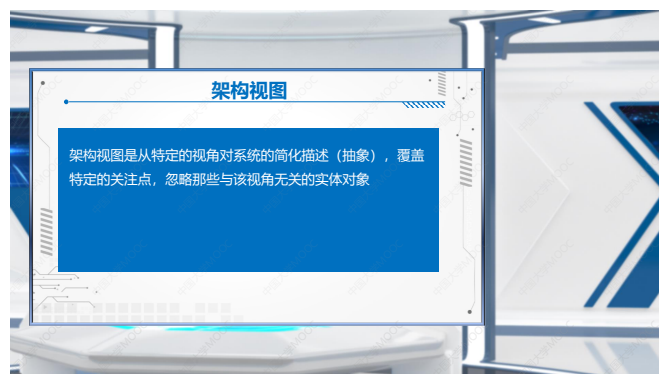 架构视图
架构视图是从特定的视角对系统的简化描述（抽象），覆盖
特定的关注点，忽略那些与该视角无关的实体对象